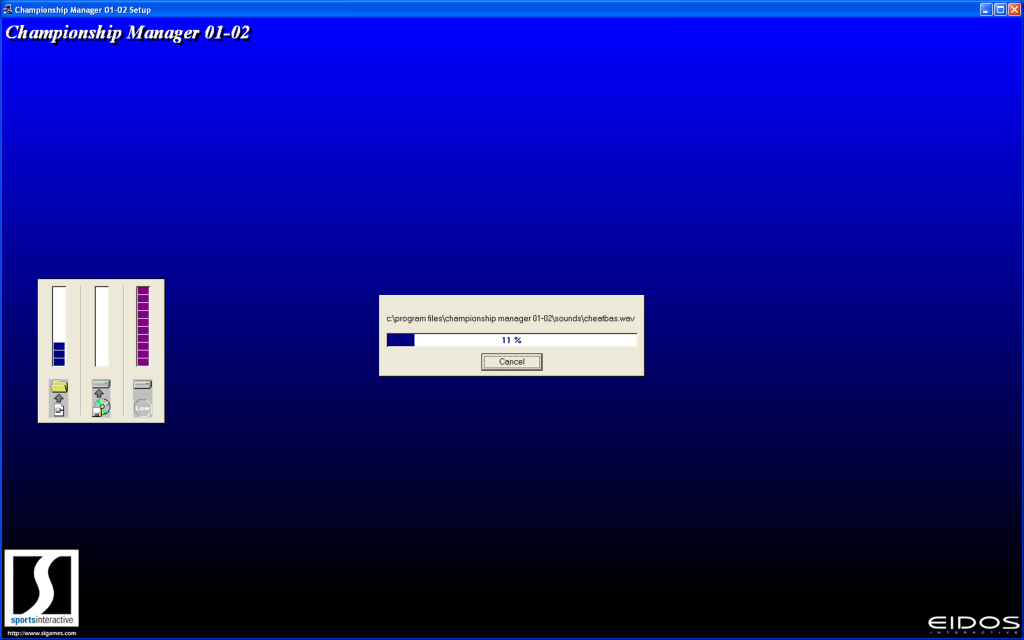 Championship Manager 01-02 Setup
Championship Manager 01-02
c:\program files\championship manager 01-02\sounds\cheatbas.wav
11 %
Cancel
Low
sportsinteractive
http://www.sigames.com
EIDOS
INTERACTIVE